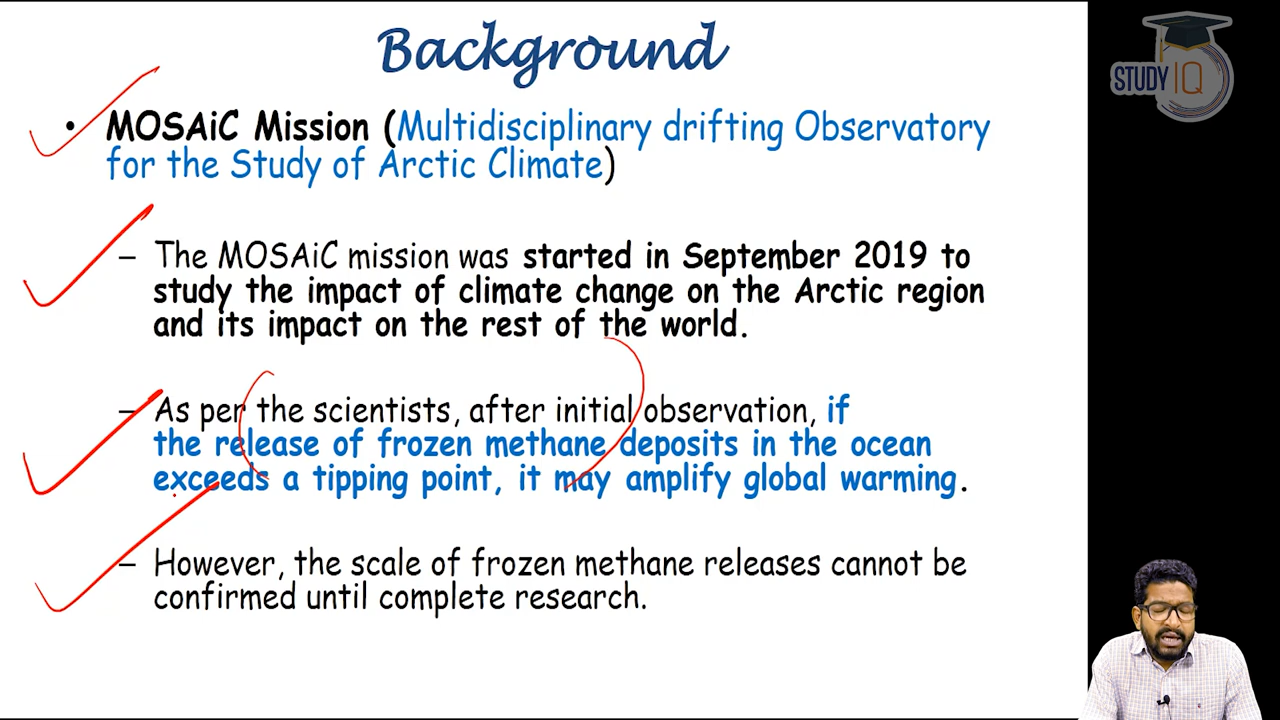 Background
STUDY IQ
• MOSAiC Mission (Multidisciplinary drifting Observatory
for the Study of Arctic Climate)
– The MOSAiC mission was started in September 2019 to
study the impact of climate change on the Arctic region
and its impact on the rest of the world.
– As per the scientists, after initial observation, if
the release of frozen methane deposits in the ocean
exceeds a tipping point, it may amplify global warming.
– However, the scale of frozen methane releases cannot be
confirmed until complete research.